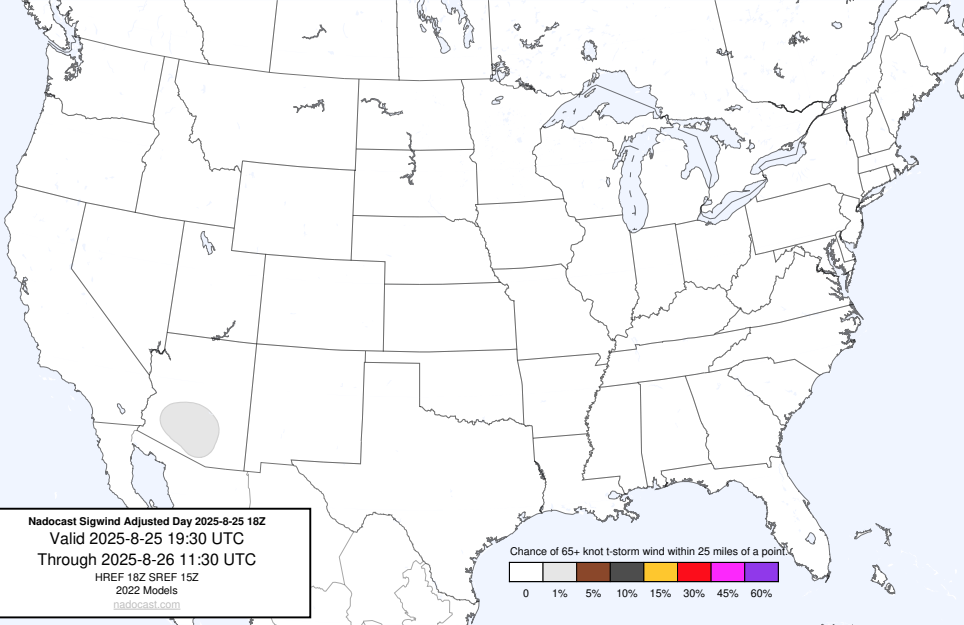 Nadocast Sigwind Adjusted Day 2025-8-25 18Z
Valid 2025-8-25 19:30 UTC
Through 2025-8-26 11:30 UTC
HREF 18Z SREF 15Z
2022 Models
nadocast.com
Chance of 65+ knot t-storm wind within 25 miles of a point.
0 1% 5% 10% 15% 30% 45% 60%